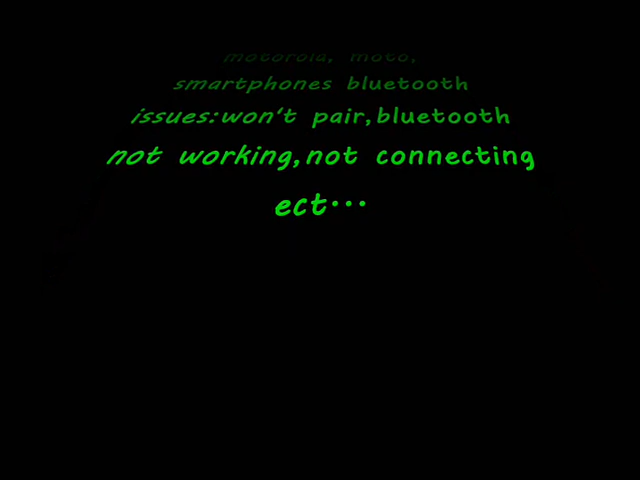 motorola, moto,
smartphones bluetooth
issues:won't pair,bluetooth
not working,not connecting
ect...